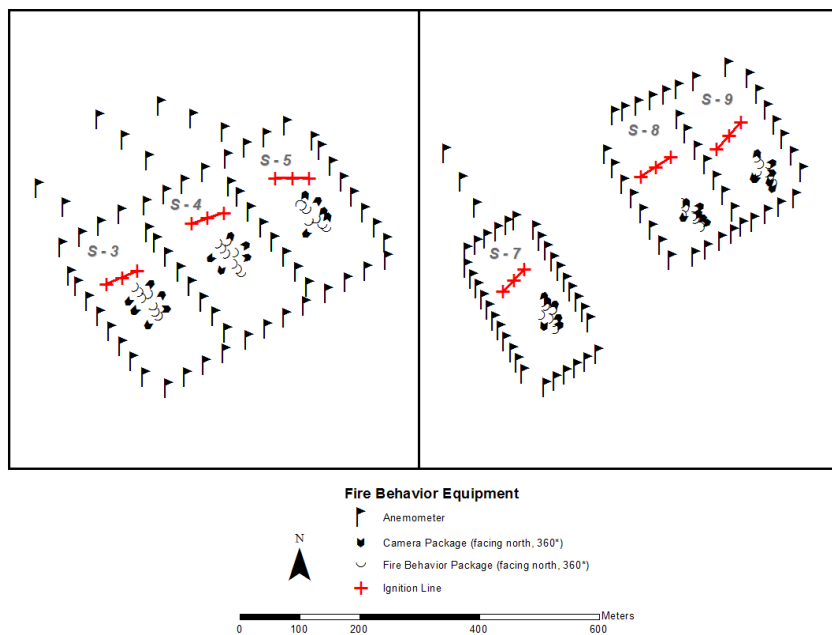 S - 9
S - 8
S - 5
S - 4
S - 3
S - 7
Fire Behavior Equipment
Anemometer
Camera Package (facing north, 360°)
N
Fire Behavior Package (facing north, 360°)
Ignition Line
Meters
0 100 200 400 600